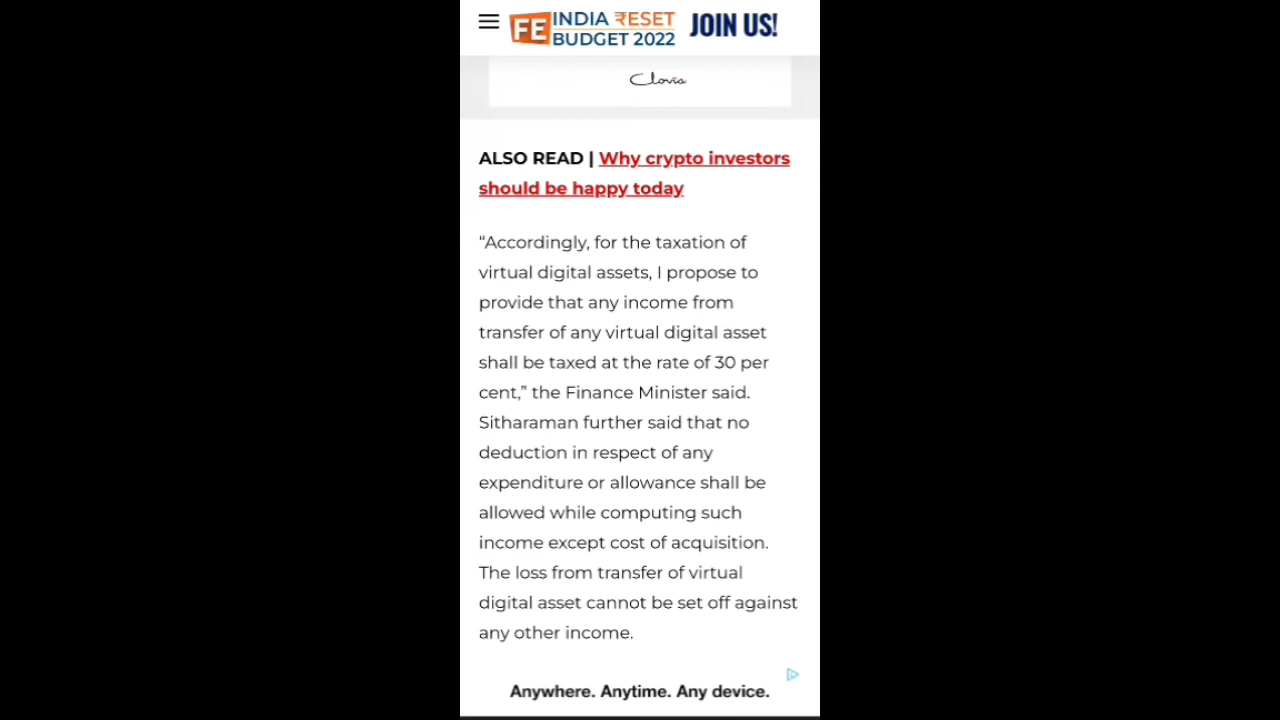 FE INDIA ₹ESET
BUDGET 2022
JOIN US!
Clovia
ALSO READ | Why crypto investors
should be happy today
“Accordingly, for the taxation of
virtual digital assets, I propose to
provide that any income from
transfer of any virtual digital asset
shall be taxed at the rate of 30 per
cent,” the Finance Minister said.
Sitharaman further said that no
deduction in respect of any
expenditure or allowance shall be
allowed while computing such
income except cost of acquisition.
The loss from transfer of virtual
digital asset cannot be set off against
any other income.
Anywhere. Anytime. Any device.